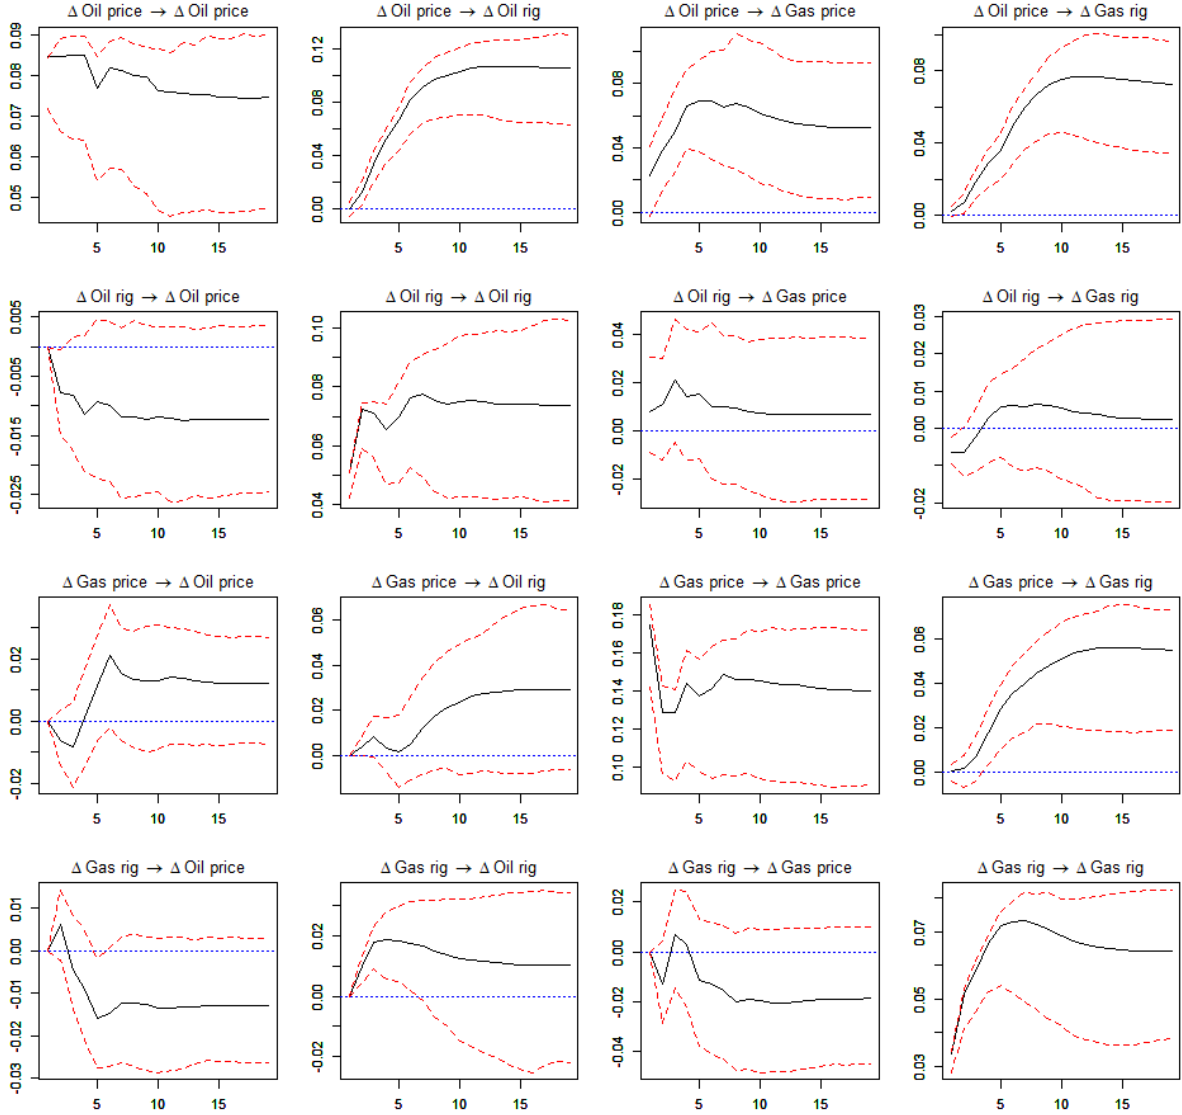 Δ Oil price → Δ Oil price
0.09
0.08
0.07
0.06
0.05
5 10 15
Δ Oil price → Δ Oil rig
0.12
0.08
0.04
0.00
5 10 15
Δ Oil price → Δ Gas price
0.08
0.04
0.00
5 10 15
Δ Oil price → Δ Gas rig
0.08
0.04
0.00
5 10 15
Δ Oil rig → Δ Oil price
0.005
-0.005
-0.015
-0.025
5 10 15
Δ Oil rig → Δ Oil rig
0.10
0.08
0.06
0.04
5 10 15
Δ Oil rig → Δ Gas price
0.04
0.02
0.00
-0.02
5 10 15
Δ Oil rig → Δ Gas rig
0.03
0.02
0.01
0.00
-0.02
5 10 15
Δ Gas price → Δ Oil price
0.02
0.00
-0.02
5 10 15
Δ Gas price → Δ Oil rig
0.06
0.04
0.02
0.00
5 10 15
Δ Gas price → Δ Gas price
0.18
0.16
0.14
0.12
0.10
5 10 15
Δ Gas price → Δ Gas rig
0.06
0.04
0.02
0.00
5 10 15
Δ Gas rig → Δ Oil price
0.01
0.00
-0.01
-0.02
-0.03
5 10 15
Δ Gas rig → Δ Oil rig
0.02
0.00
-0.02
5 10 15
Δ Gas rig → Δ Gas price
0.02
0.00
-0.02
-0.04
5 10 15
Δ Gas rig → Δ Gas rig
0.07
0.05
0.03
5 10 15